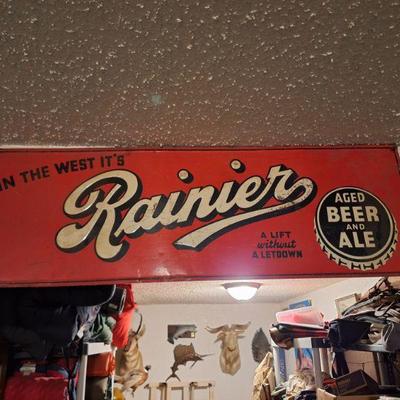 IN THE WEST IT'S
Rainier
A LIFT
without
A LETDOWN
AGED
BEER
AND
ALE